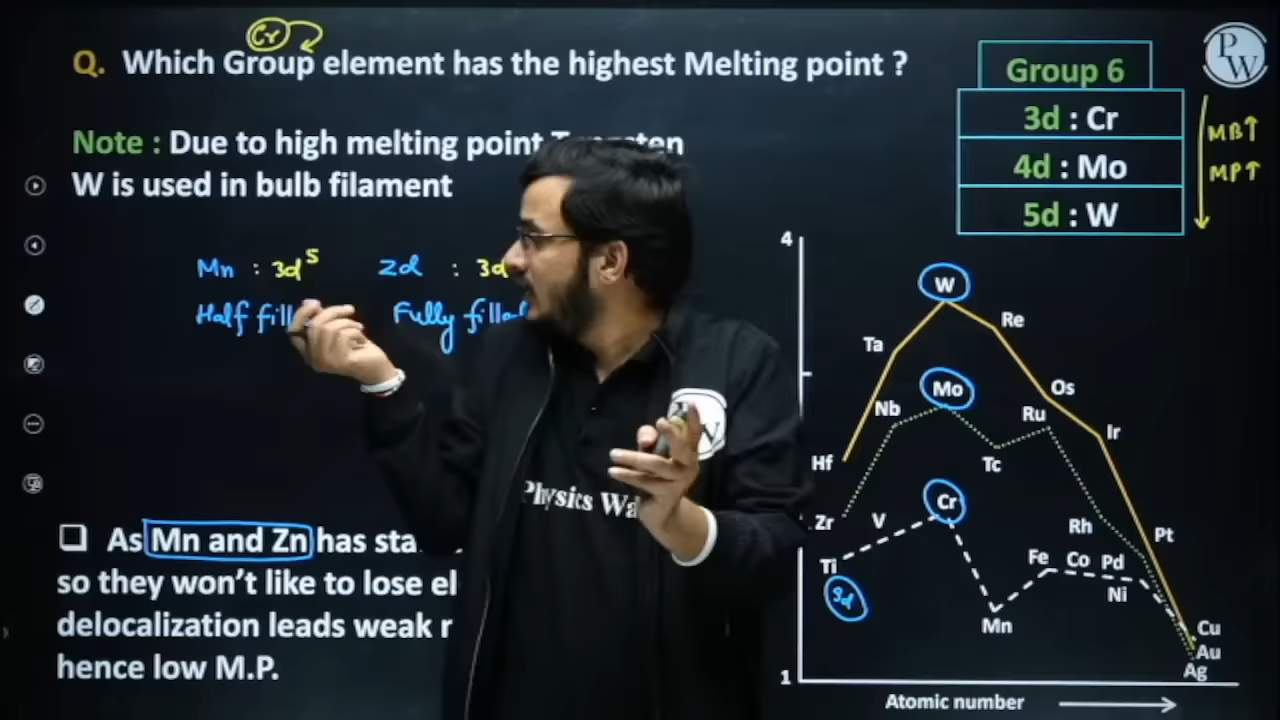 Cr
Q. Which Group element has the highest Melting point ?
Note : Due to high melting point
W is used in bulb filament
Mn : 3d5 Zd : 3d
Half fill Fully filled
As Mn and Zn has sta
so they won't like to lose el
delocalization leads weak r
hence low M.P.
PW
Group 6
3d : Cr
4d : Mo
5d : W
MB↑
MP↑
4
W
Ta
Re
Mo
Nb
Os
Ru
Ir
Hf
Tc
Cr
Zr
V
Rh
Pt
Ti
Fe
Co
Pd
Ni
3d
Mn
Cu
Au
Ag
1
Atomic number
Physics Wa